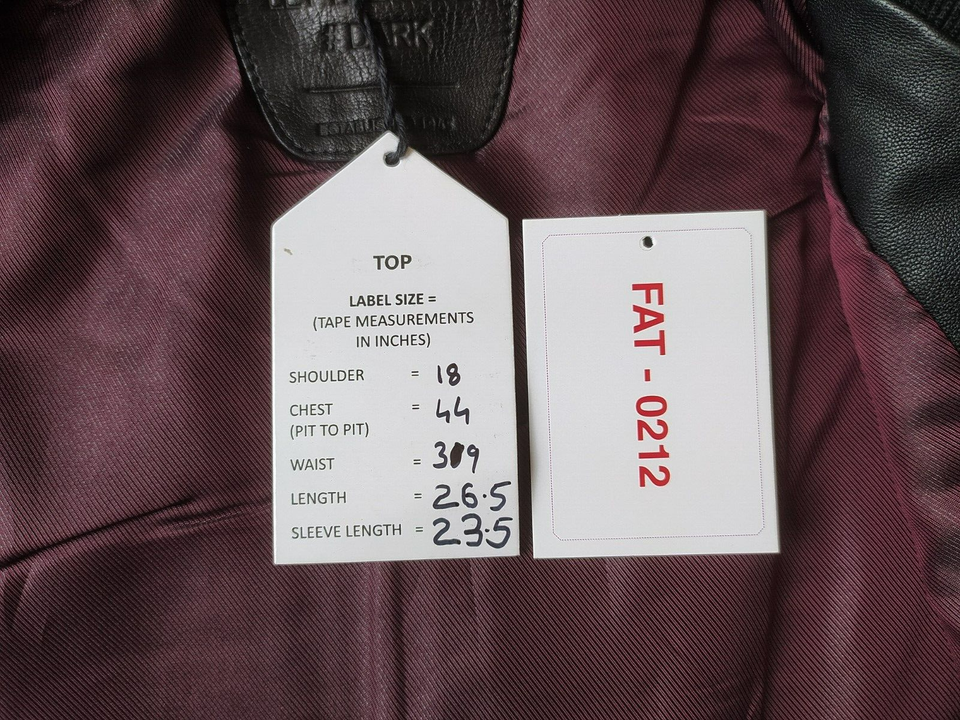 #DARK
TOP
LABEL SIZE =
(TAPE MEASUREMENTS
IN INCHES)
SHOULDER = 18
CHEST = 44
(PIT TO PIT)
WAIST = 39
LENGTH = 26.5
SLEEVE LENGTH = 23.5
FAT - 0212